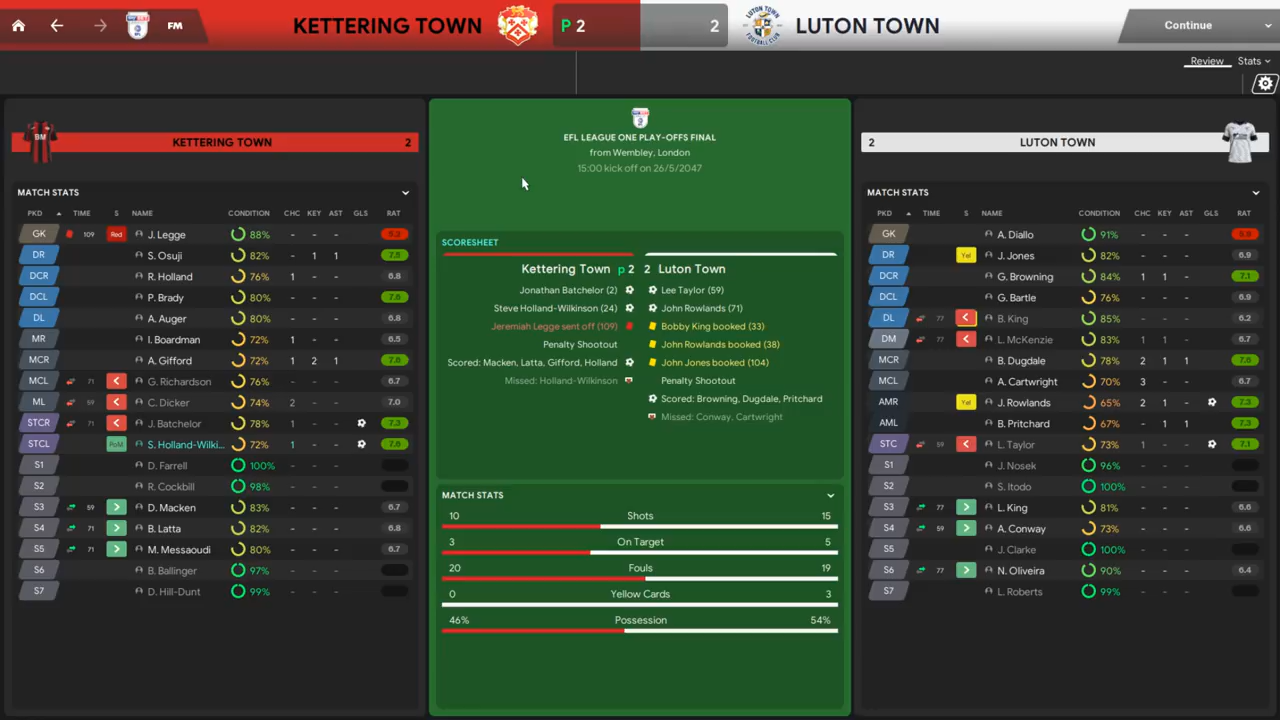 FM
KETTERING TOWN
P 2
2
LUTON TOWN
Continue
Review
Stats
BM
KETTERING TOWN 2
MATCH STATS
PKD TIME S NAME CONDITION CHC KEY AST GLS RAT
GK 109 Red J. Legge 88% - - - - 5.3
DR S. Osuji 82% - 1 1 - 7.5
DCR R. Holland 76% 1 - - - 6.8
DCL P. Brady 80% - - - - 7.6
DL A. Auger 80% - - - - 6.8
MR I. Boardman 72% 1 - - - 6.5
MCR A. Gifford 72% 1 2 1 - 7.6
MCL 71 G. Richardson 76% - - - - 6.7
ML 59 C. Dicker 74% 2 - - - 7.0
STCR 71 J. Batchelor 78% 1 - - 7.3
STCL PoM S. Holland-Wilki... 72% 1 - - 7.6
S1 D. Farrell 100%
S2 R. Cockbill 98%
S3 59 D. Macken 83% - - - - 6.7
S4 71 B. Latta 82% - - - - 6.8
S5 71 M. Messaoudi 80% - - - - 6.7
S6 B. Ballinger 97%
S7 D. Hill-Dunt 99%
EFL LEAGUE ONE PLAY-OFFS FINAL
from Wembley, London
15:00 kick off on 26/5/2047
SCORESHEET
Kettering Town p 2 2 Luton Town
Jonathan Batchelor (2) Lee Taylor (59)
Steve Holland-Wilkinson (24) John Rowlands (71)
Jeremiah Legge sent off (109) Bobby King booked (33)
Penalty Shootout John Rowlands booked (38)
Scored: Macken, Latta, Gifford, Holland John Jones booked (104)
Missed: Holland-Wilkinson Penalty Shootout
Scored: Browning, Dugdale, Pritchard
Missed: Conway, Cartwright
MATCH STATS
10 Shots 15
3 On Target 5
20 Fouls 19
0 Yellow Cards 3
46% Possession 54%
2 LUTON TOWN
MATCH STATS
PKD TIME S NAME CONDITION CHC KEY AST GLS RAT
GK A. Diallo 91% - - - - 5.9
DR Yel J. Jones 82% - - - - 6.9
DCR G. Browning 84% 1 1 - - 7.1
DCL G. Bartle 76% - - - - 6.9
DL 77 B. King 85% - - - - 6.2
DM 77 L. McKenzie 83% 1 1 - - 6.7
MCR B. Dugdale 78% 2 1 1 - 7.6
MCL A. Cartwright 70% 3 - - - 6.7
AMR Yel J. Rowlands 65% 2 1 - 7.3
AML B. Pritchard 67% - 1 1 - 7.3
STC 59 L. Taylor 73% 1 - - 7.1
S1 J. Nosek 96%
S2 S. Itodo 100%
S3 77 L. King 81% - - - - 6.6
S4 59 A. Conway 73% - - - - 6.6
S5 J. Clarke 100%
S6 77 N. Oliveira 90% - - - - 6.4
S7 L. Roberts 99%